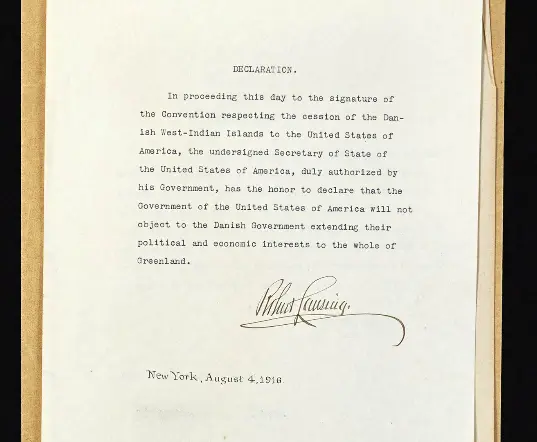 DECLARATION.
In proceeding this day to the signature of
the Convention respecting the cession of the Dan-
ish West-Indian Islands to the United States of
America, the undersigned Secretary of State of
the United States of America, duly authorized by
his Government, has the honor to declare that the
Government of the United States of America will not
object to the Danish Government extending their
political and economic interests to the whole of
Greenland.
Robert Lansing.
New York, August 4, 1916.